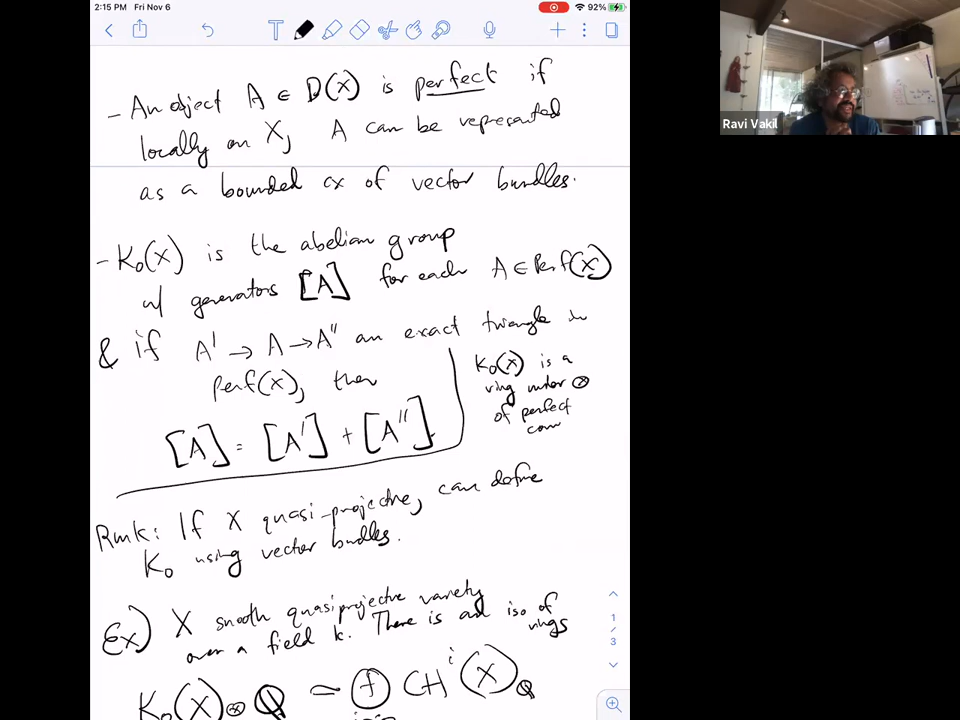 2:15 PM Fri Nov 6
92%
- An object A ∈ D(X) is perfect if
locally on X, A can be represented
as a bounded cx of vector bundles.
- K₀(X) is the abelian group
w/ generators [A] for each A ∈ Perf(X)
& if A' → A → A'' an exact triangle in
Perf(X), then
[A] = [A'] + [A'']
K₀(X) is a
ring under ⊗
of perfect
com
Rmk: If X quasi-projective, can define
K₀ using vector bundles.
Ex) X smooth quasiprojective variety
over a field k. There is an iso of
rings
K₀(X) ⊗ Q ≃ ⊕ CHⁱ(X)_Q
1
/
3
Ravi Vakil